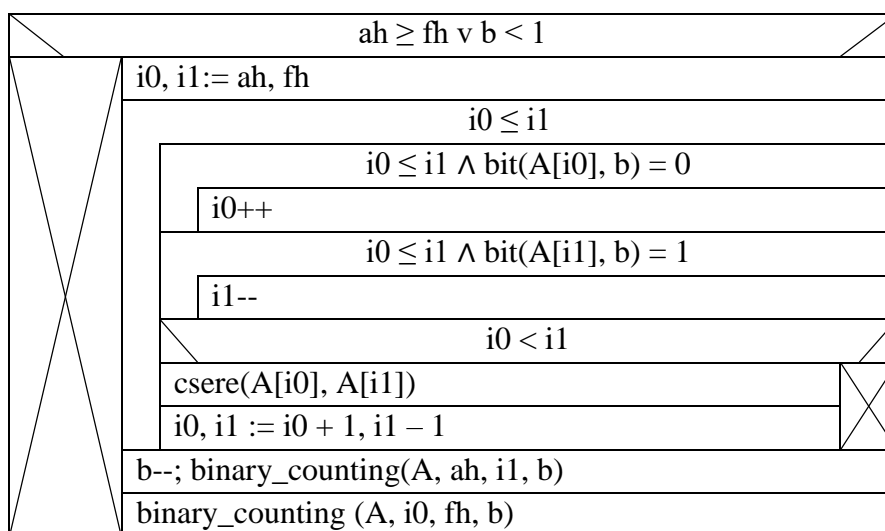 ah ≥ fh v b < 1
i0, i1:= ah, fh
i0 ≤ i1
i0 ≤ i1 ∧ bit(A[i0], b) = 0
i0++
i0 ≤ i1 ∧ bit(A[i1], b) = 1
i1--
i0 < i1
csere(A[i0], A[i1])
i0, i1 := i0 + 1, i1 – 1
b--; binary_counting(A, ah, i1, b)
binary_counting (A, i0, fh, b)